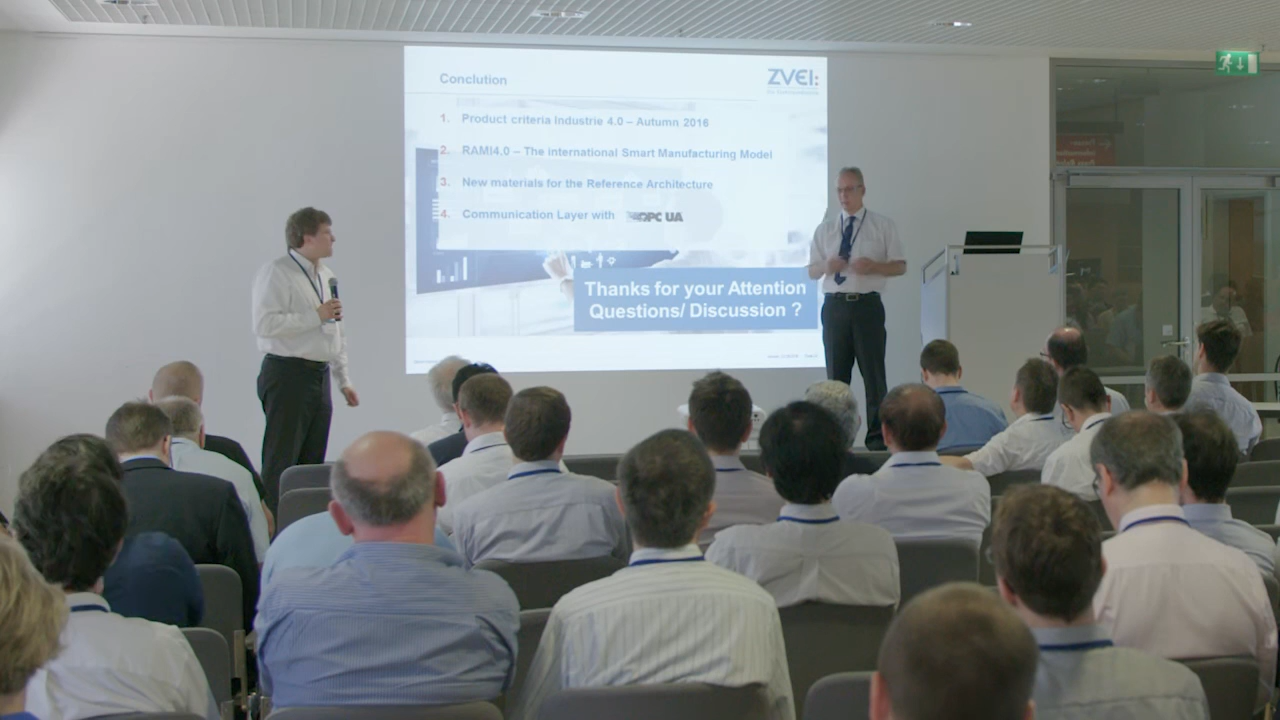 Conclution
ZVEI:
1. Product criteria Industrie 4.0 – Autumn 2016
2. RAMI4.0 – The international Smart Manufacturing Model
3. New materials for the Reference Architecture
4. Communication Layer with OPC UA
Thanks for your Attention
Questions/ Discussion ?